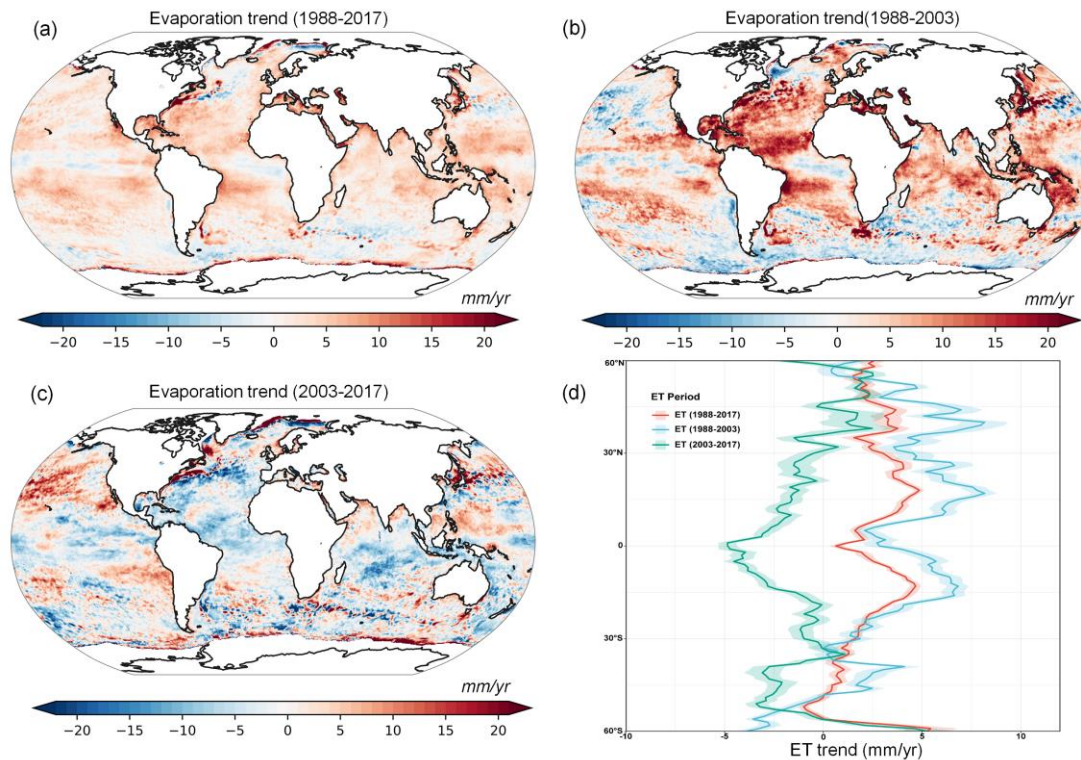 Evaporation trend (1988-2017)
(a)
mm/yr
−20 −15 −10 −5 0 5 10 15 20
Evaporation trend(1988-2003)
(b)
mm/yr
−20 −15 −10 −5 0 5 10 15 20
Evaporation trend (2003-2017)
(c)
mm/yr
−20 −15 −10 −5 0 5 10 15 20
(d)
60°N
ET Period
ET (1988-2017)
ET (1988-2003)
ET (2003-2017)
30°N
0
30°S
60°S
-10 -5 0 5 10
ET trend (mm/yr)